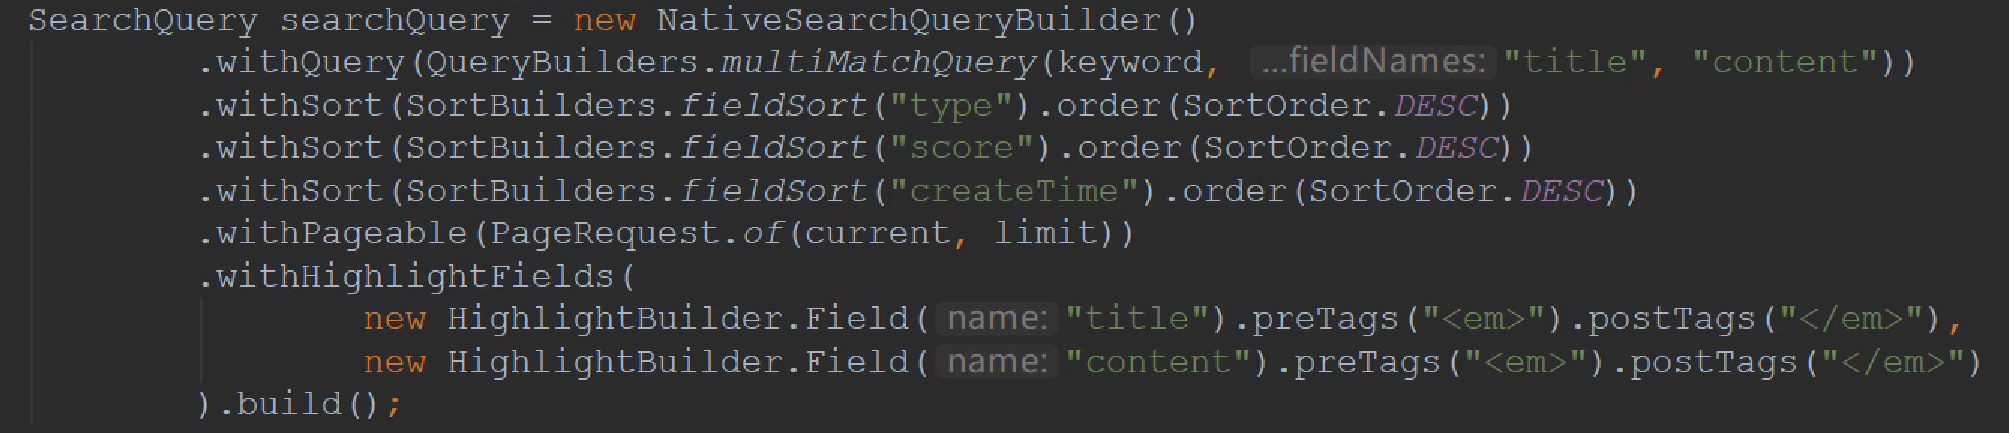 SearchQuery searchQuery = new NativeSearchQueryBuilder()
.withQuery(QueryBuilders.multiMatchQuery(keyword, ...fieldNames: "title", "content"))
.withSort(SortBuilders.fieldSort("type").order(SortOrder.DESC))
.withSort(SortBuilders.fieldSort("score").order(SortOrder.DESC))
.withSort(SortBuilders.fieldSort("createTime").order(SortOrder.DESC))
.withPageable(PageRequest.of(current, limit))
.withHighlightFields(
new HighlightBuilder.Field( name: "title").preTags("<em>").postTags("</em>"),
new HighlightBuilder.Field( name: "content").preTags("<em>").postTags("</em>")
).build();